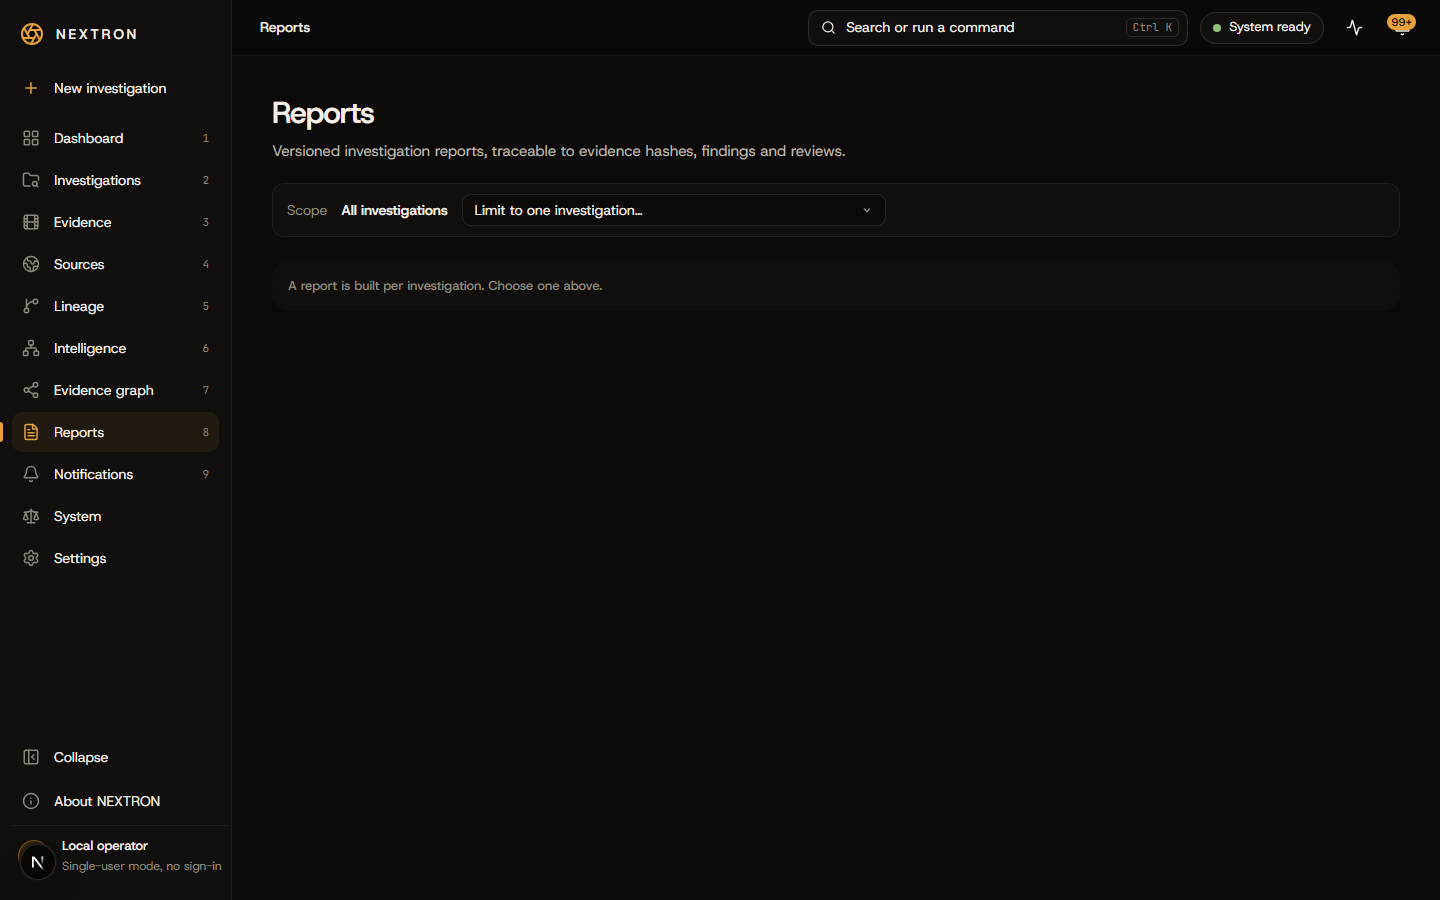 NEXTRON
New investigation
Dashboard 1
Investigations 2
Evidence 3
Sources 4
Lineage 5
Intelligence 6
Evidence graph 7
Reports 8
Notifications 9
System
Settings
Collapse
About NEXTRON
N
Local operator
Single-user mode, no sign-in
Reports
Search or run a command Ctrl K
System ready
99+
Reports
Versioned investigation reports, traceable to evidence hashes, findings and reviews.
Scope All investigations Limit to one investigation...
A report is built per investigation. Choose one above.